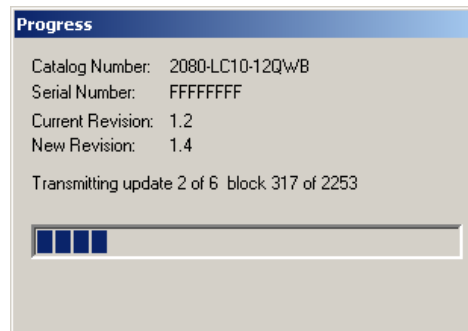 Progress
Catalog Number: 2080-LC10-12QWB
Serial Number: FFFFFFFF
Current Revision: 1.2
New Revision: 1.4
Transmitting update 2 of 6 block 317 of 2253